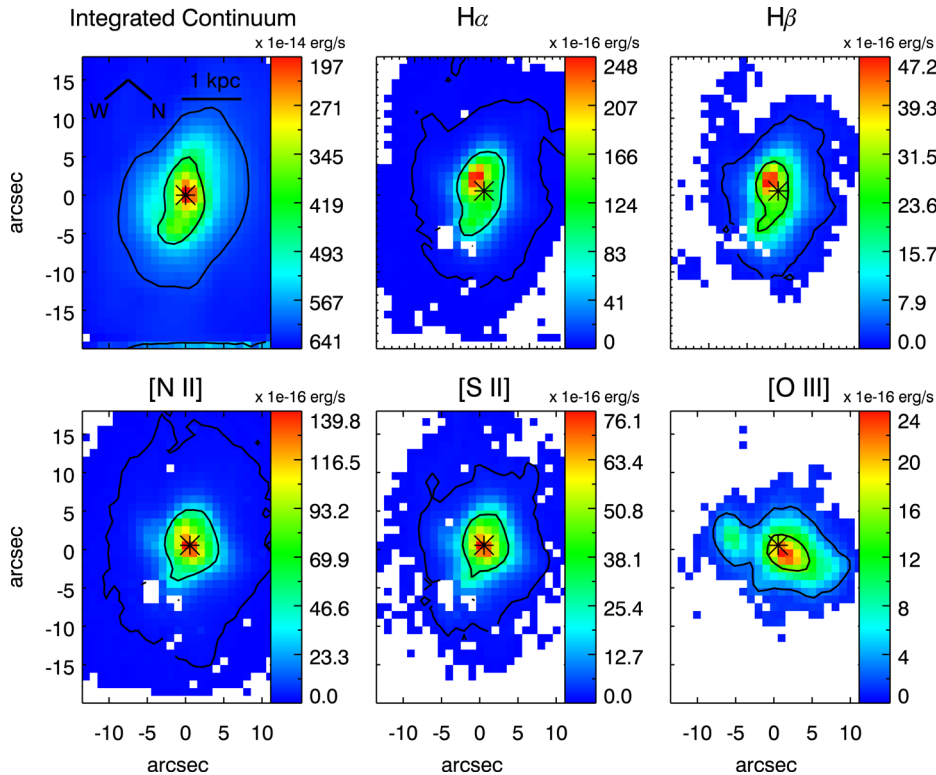 Integrated Continuum
x 1e-14 erg/s
W
N
1 kpc
15
10
5
0
-5
-10
-15
arcsec
197
271
345
419
493
567
641
Hα
x 1e-16 erg/s
248
207
166
124
83
41
0
Hβ
x 1e-16 erg/s
47.2
39.3
31.5
23.6
15.7
7.9
0.0
[N II]
x 1e-16 erg/s
15
10
5
0
-5
-10
-15
arcsec
139.8
116.5
93.2
69.9
46.6
23.3
0.0
-10 -5 0 5 10
arcsec
[S II]
x 1e-16 erg/s
76.1
63.4
50.8
38.1
25.4
12.7
0.0
-10 -5 0 5 10
arcsec
[O III]
x 1e-16 erg/s
24
20
16
12
8
4
0
-10 -5 0 5 10
arcsec